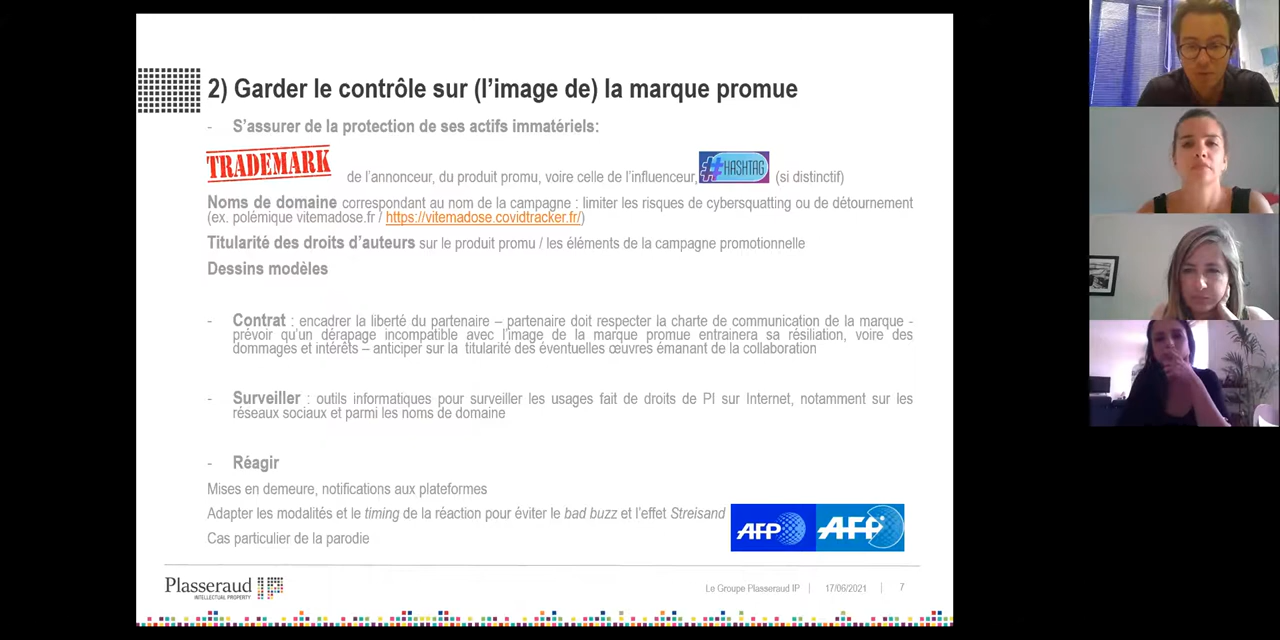 2) Garder le contrôle sur (l'image de) la marque promue
- S'assurer de la protection de ses actifs immatériels:
TRADEMARK de l'annonceur, du produit promu, voire celle de l'influenceur, #HASHTAG (si distinctif)
Noms de domaine correspondant au nom de la campagne : limiter les risques de cybersquatting ou de détournement
(ex. polémique vitemadose.fr / https://vitemadose.covidtracker.fr/)
Titularité des droits d'auteurs sur le produit promu / les éléments de la campagne promotionnelle
Dessins modèles
- Contrat : encadrer la liberté du partenaire – partenaire doit respecter la charte de communication de la marque -
prévoir qu'un dérapage incompatible avec l'image de la marque promue entrainera sa résiliation, voire des
dommages et intérêts – anticiper sur la titularité des éventuelles œuvres émanant de la collaboration
- Surveiller : outils informatiques pour surveiller les usages fait de droits de PI sur Internet, notamment sur les
réseaux sociaux et parmi les noms de domaine
- Réagir
Mises en demeure, notifications aux plateformes
Adapter les modalités et le timing de la réaction pour éviter le bad buzz et l'effet Streisand
AFP AFP
Cas particulier de la parodie
Plasseraud IP
INTELLECTUAL PROPERTY
Le Groupe Plasseraud IP | 17/06/2021 | 7